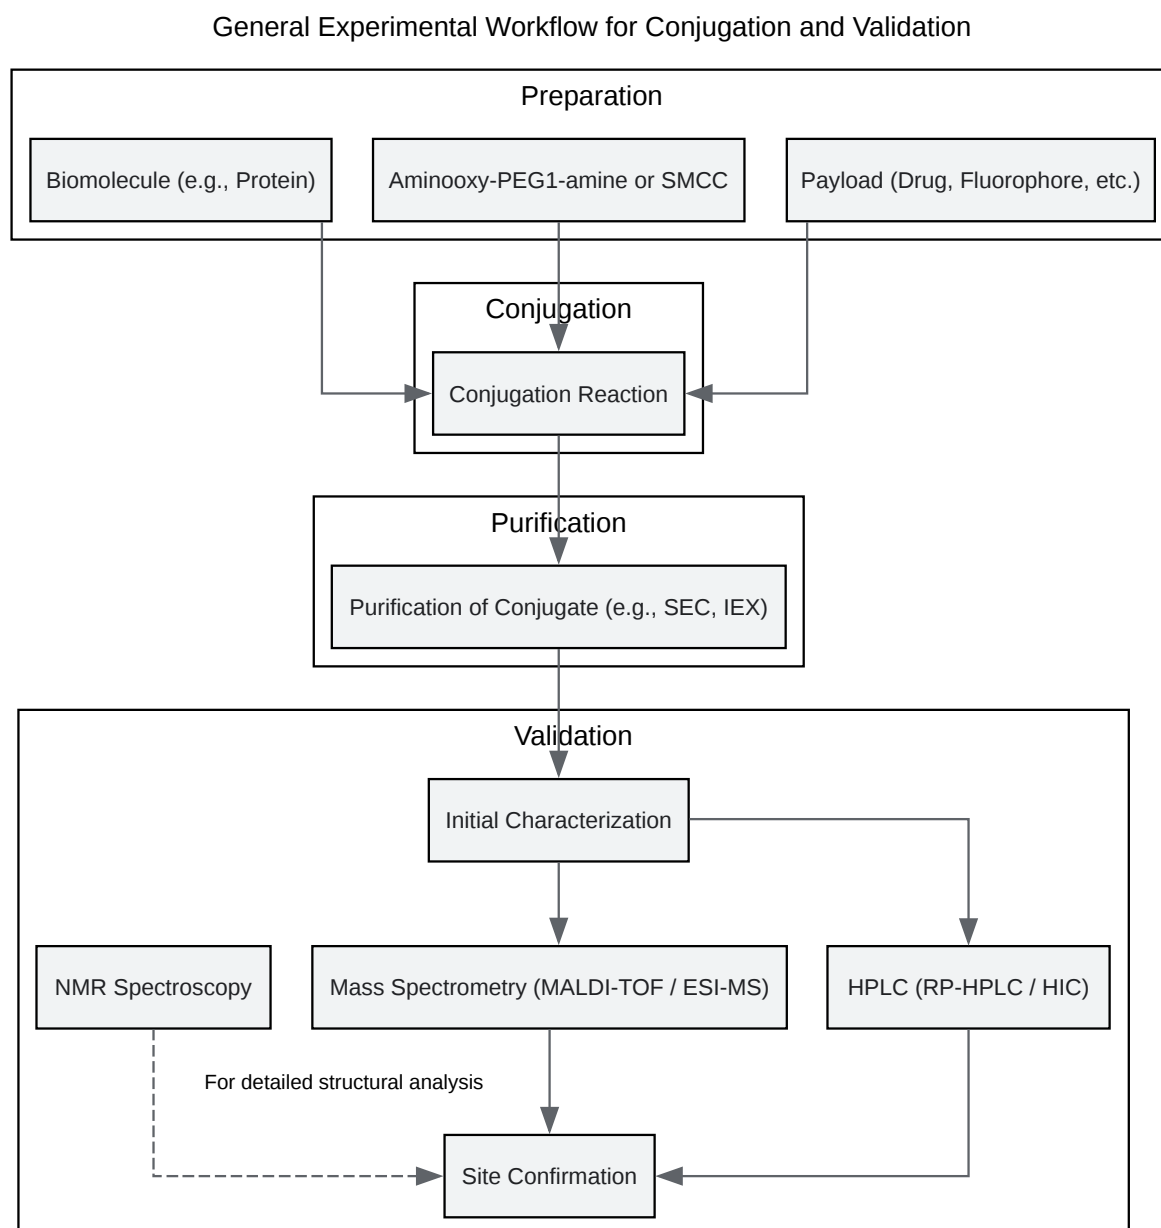 General Experimental Workflow for Conjugation and Validation
Preparation
Biomolecule (e.g., Protein)
Aminooxy-PEG1-amine or SMCC
Payload (Drug, Fluorophore, etc.)
Conjugation
Conjugation Reaction
Purification
Purification of Conjugate (e.g., SEC, IEX)
Validation
Initial Characterization
NMR Spectroscopy
Mass Spectrometry (MALDI-TOF / ESI-MS)
HPLC (RP-HPLC / HIC)
For detailed structural analysis
Site Confirmation